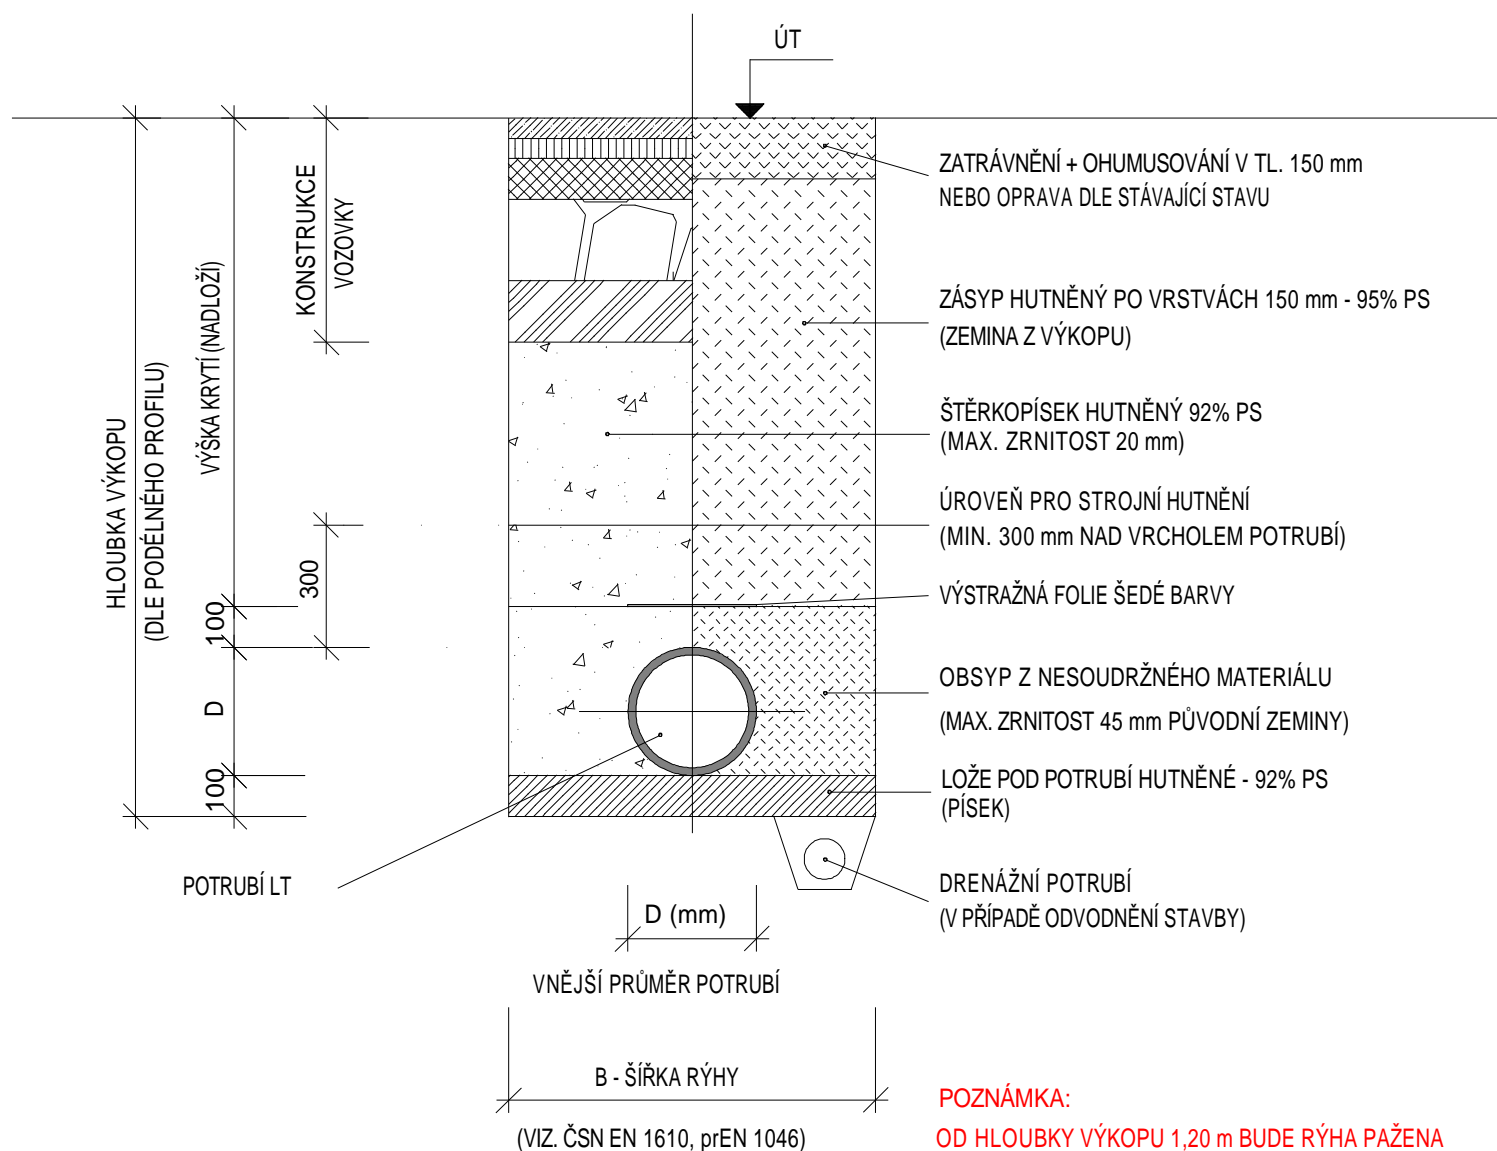 ÚT
ZATRÁVNĚNÍ + OHUMUSOVÁNÍ V TL. 150 mm
NEBO OPRAVA DLE STÁVAJÍCÍ STAVU
ZÁSYP HUTNĚNÝ PO VRSTVÁCH 150 mm - 95% PS
(ZEMINA Z VÝKOPU)
ŠTĚRKOPÍSEK HUTNĚNÝ 92% PS
(MAX. ZRNITOST 20 mm)
ÚROVEŇ PRO STROJNÍ HUTNĚNÍ
(MIN. 300 mm NAD VRCHOLEM POTRUBÍ)
VÝSTRAŽNÁ FOLIE ŠEDÉ BARVY
OBSYP Z NESOUDRŽNÉHO MATERIÁLU
(MAX. ZRNITOST 45 mm PŮVODNÍ ZEMINY)
LOŽE POD POTRUBÍ HUTNĚNÉ - 92% PS
(PÍSEK)
DRENÁŽNÍ POTRUBÍ
(V PŘÍPADĚ ODVODNĚNÍ STAVBY)
HLOUBKA VÝKOPU
(DLE PODÉLNÉHO PROFILU)
VÝŠKA KRYTÍ (NADLOŽÍ)
KONSTRUKCE
VOZOVKY
300
100
D
100
POTRUBÍ LT
D (mm)
VNĚJŠÍ PRŮMĚR POTRUBÍ
B - ŠÍŘKA RÝHY
(VIZ. ČSN EN 1610, prEN 1046)
POZNÁMKA:
OD HLOUBKY VÝKOPU 1,20 m BUDE RÝHA PAŽENA